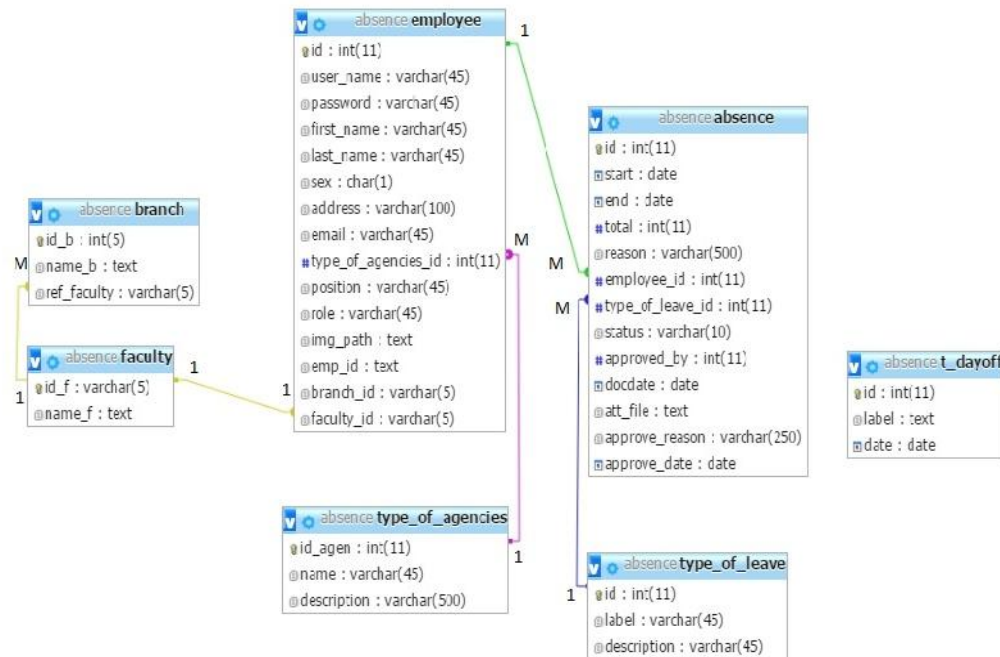 absence employee
id : int(11)
user_name : varchar(45)
password : varchar(45)
first_name : varchar(45)
last_name : varchar(45)
sex : char(1)
address : varchar(100)
email : varchar(45)
type_of_agencies_id : int(11)
position : varchar(45)
role : varchar(45)
img_path : text
emp_id : text
branch_id : varchar(5)
faculty_id : varchar(5)
1
M
1
absence absence
id : int(11)
start : date
end : date
total : int(11)
reason : varchar(500)
employee_id : int(11)
type_of_leave_id : int(11)
status : varchar(10)
approved_by : int(11)
docdate : date
att_file : text
approve_reason : varchar(250)
approve_date : date
M
M
absence branch
id_b : int(5)
name_b : text
ref_faculty : varchar(5)
M
absence faculty
id_f : varchar(5)
name_f : text
1
1
absence t_dayoff
id : int(11)
label : text
date : date
absence type_of_agencies
id_agen : int(11)
name : varchar(45)
description : varchar(500)
1
absence type_of_leave
id : int(11)
label : varchar(45)
description : varchar(45)
1